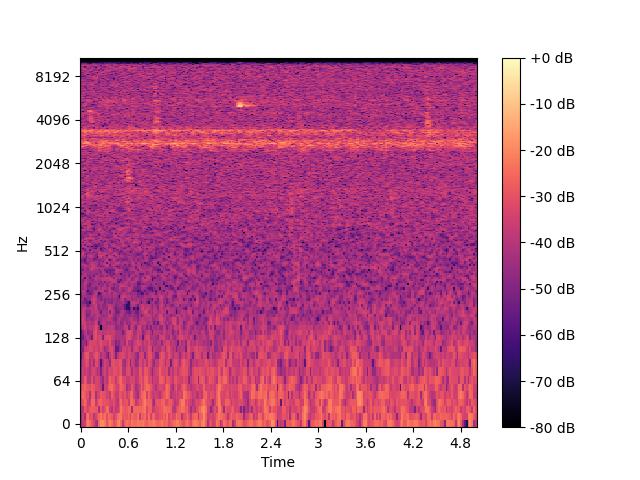 8192
4096
2048
1024
512
256
128
64
0
Hz
0 0.6 1.2 1.8 2.4 3 3.6 4.2 4.8
Time
+0 dB
-10 dB
-20 dB
-30 dB
-40 dB
-50 dB
-60 dB
-70 dB
-80 dB